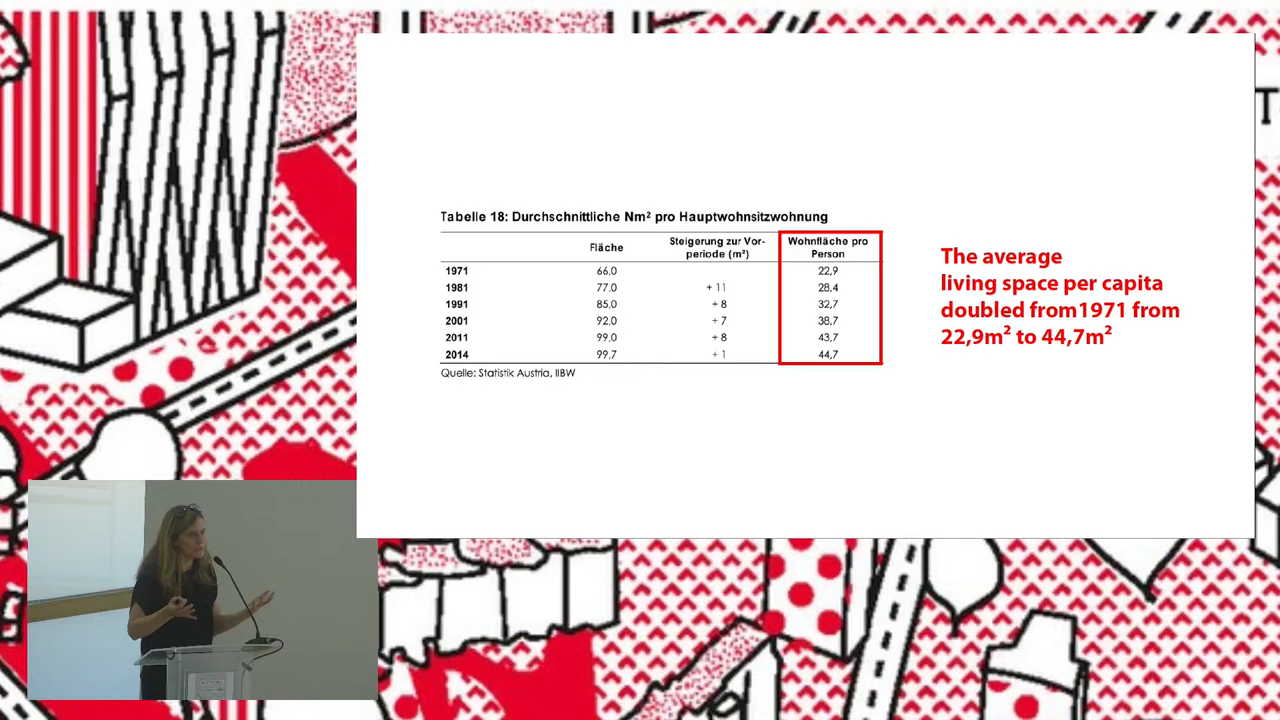 Tabelle 18: Durchschnittliche Nm² pro Hauptwohnsitzwohnung
Fläche Steigerung zur Vor- Wohnfläche pro
periode (m²) Person
1971 66,0 22,9
1981 77,0 + 11 28,4
1991 85,0 + 8 32,7
2001 92,0 + 7 38,7
2011 99,0 + 8 43,7
2014 99,7 + 1 44,7
Quelle: Statistik Austria, IIBW
The average
living space per capita
doubled from1971 from
22,9m² to 44,7m²